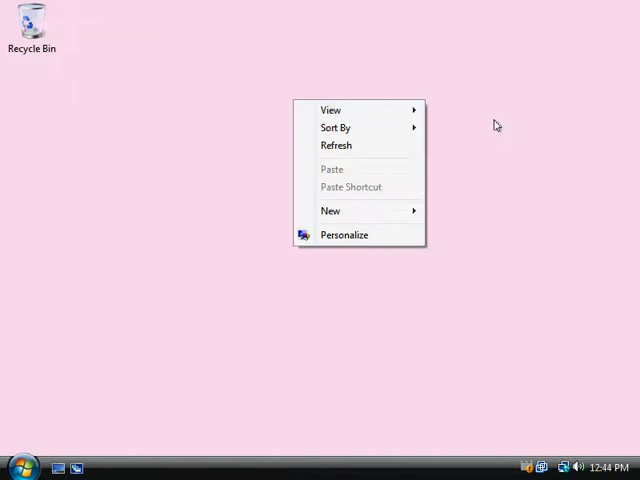 Recycle Bin
View
Sort By
Refresh
Paste
Paste Shortcut
New
Personalize
12:44 PM